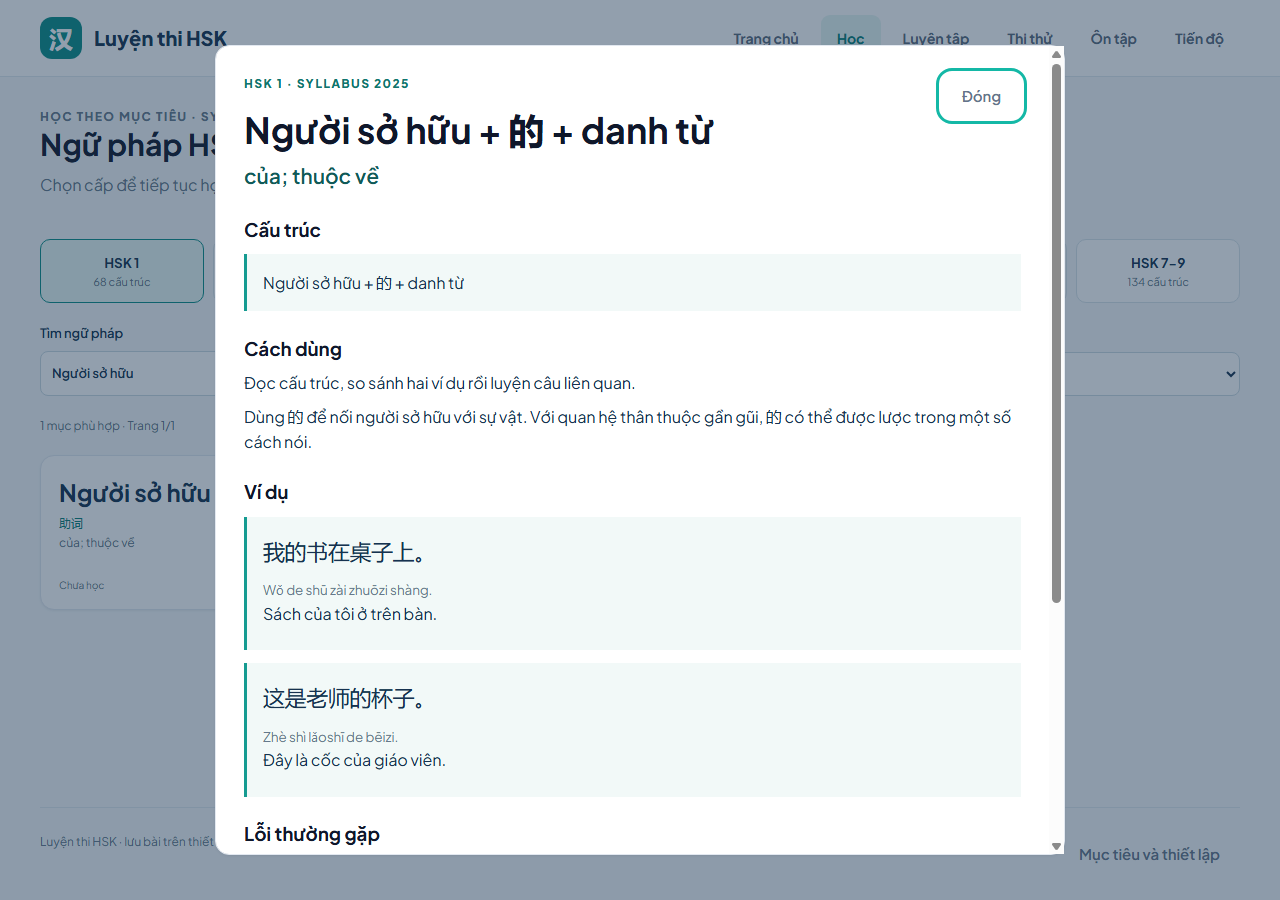 汉 Luyện thi HSK
Trang chủ Học Luyện tập Thi thử Ôn tập Tiến độ
HỌC THEO MỤC TIÊU · SY
Ngữ pháp HS
Chọn cấp để tiếp tục họ
HSK 1
68 cấu trúc
HSK 7–9
134 cấu trúc
Tìm ngữ pháp
Người sở hữu
1 mục phù hợp · Trang 1/1
Người sở hữu
助词
của; thuộc về
Chưa học
HSK 1 · SYLLABUS 2025
Đóng
Người sở hữu + 的 + danh từ
của; thuộc về
Cấu trúc
Người sở hữu + 的 + danh từ
Cách dùng
Đọc cấu trúc, so sánh hai ví dụ rồi luyện câu liên quan.
Dùng 的 để nối người sở hữu với sự vật. Với quan hệ thân thuộc gần gũi, 的 có thể được lược trong một số
cách nói.
Ví dụ
我的书在桌子上。
Wǒ de shū zài zhuōzi shàng.
Sách của tôi ở trên bàn.
这是老师的杯子。
Zhè shì lǎoshī de bēizi.
Đây là cốc của giáo viên.
Lỗi thường gặp
Luyện thi HSK · lưu bài trên thiết
Mục tiêu và thiết lập